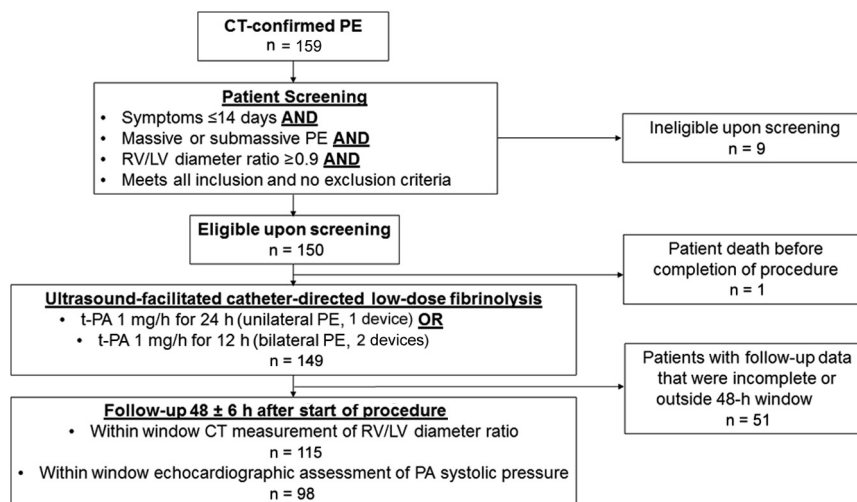 CT-confirmed PE
n = 159
Patient Screening
• Symptoms ≤14 days AND
• Massive or submassive PE AND
• RV/LV diameter ratio ≥0.9 AND
• Meets all inclusion and no exclusion criteria
Ineligible upon screening
n = 9
Eligible upon screening
n = 150
Patient death before
completion of procedure
n = 1
Ultrasound-facilitated catheter-directed low-dose fibrinolysis
• t-PA 1 mg/h for 24 h (unilateral PE, 1 device) OR
• t-PA 1 mg/h for 12 h (bilateral PE, 2 devices)
n = 149
Patients with follow-up data
that were incomplete or
outside 48-h window
n = 51
Follow-up 48 ± 6 h after start of procedure
• Within window CT measurement of RV/LV diameter ratio
n = 115
• Within window echocardiographic assessment of PA systolic pressure
n = 98